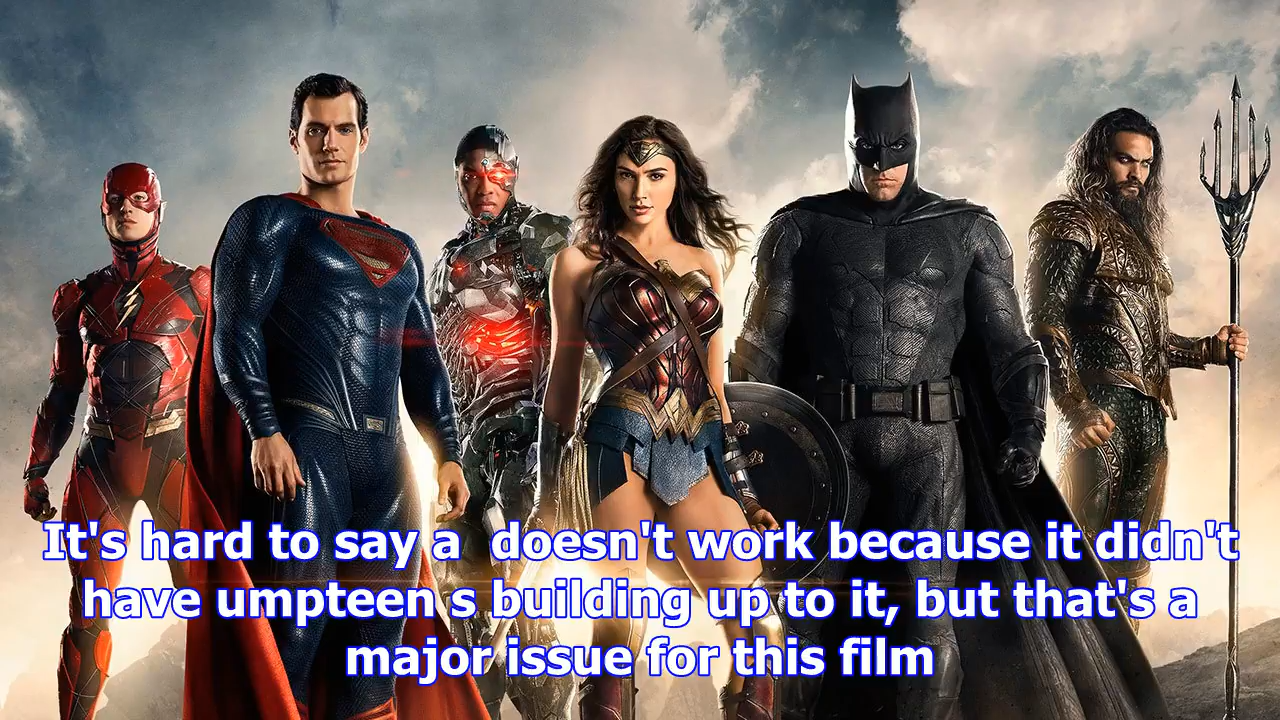 It's hard to say a  doesn't work because it didn't
have umpteen s building up to it, but that's a
major issue for this film